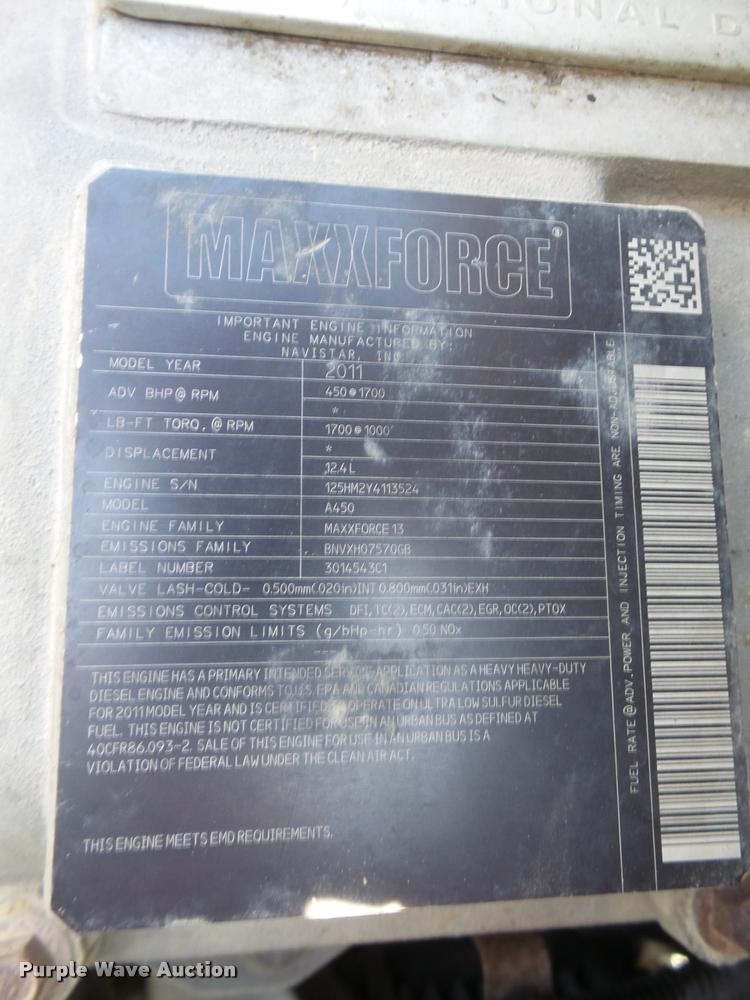 IONAL D
MAXXFORCE®
IMPORTANT ENGINE INFORMATION
ENGINE MANUFACTURED BY:
NAVISTAR, INC
MODEL YEAR 2011
ADV BHP@ RPM 450@1700
*
LB-FT TORQ.@ RPM 1700@1000
DISPLACEMENT *
12.4L
ENGINE S/N 125HM2Y4113524
MODEL A450
ENGINE FAMILY MAXXFORCE 13
EMISSIONS FAMILY BNVXH07570GB
LABEL NUMBER 3014543C1
VALVE LASH-COLD- 0.500mm(.020in)INT 0.800mm(.031in)EXH
EMISSIONS CONTROL SYSTEMS DFI,TC(2),ECM,CAC(2),EGR,OC(2),PTOX
FAMILY EMISSION LIMITS (g/bHp-hr) 0.50 NOx
---
THIS ENGINE HAS A PRIMARY INTENDED SERVICE APPLICATION AS A HEAVY HEAVY-DUTY
DIESEL ENGINE AND CONFORMS TO U.S. EPA AND CANADIAN REGULATIONS APPLICABLE
FOR 2011 MODEL YEAR AND IS CERTIFIED TO OPERATE ON ULTRA LOW SULFUR DIESEL
FUEL. THIS ENGINE IS NOT CERTIFIED FOR USE IN AN URBAN BUS AS DEFINED AT
40CFR86.093-2. SALE OF THIS ENGINE FOR USE IN AN URBAN BUS IS A
VIOLATION OF FEDERAL LAW UNDER THE CLEAN AIR ACT.
THIS ENGINE MEETS EMD REQUIREMENTS.
FUEL RATE@ADV.POWER AND INJECTION TIMING ARE NON-ADJUSTABLE
Purple Wave Auction